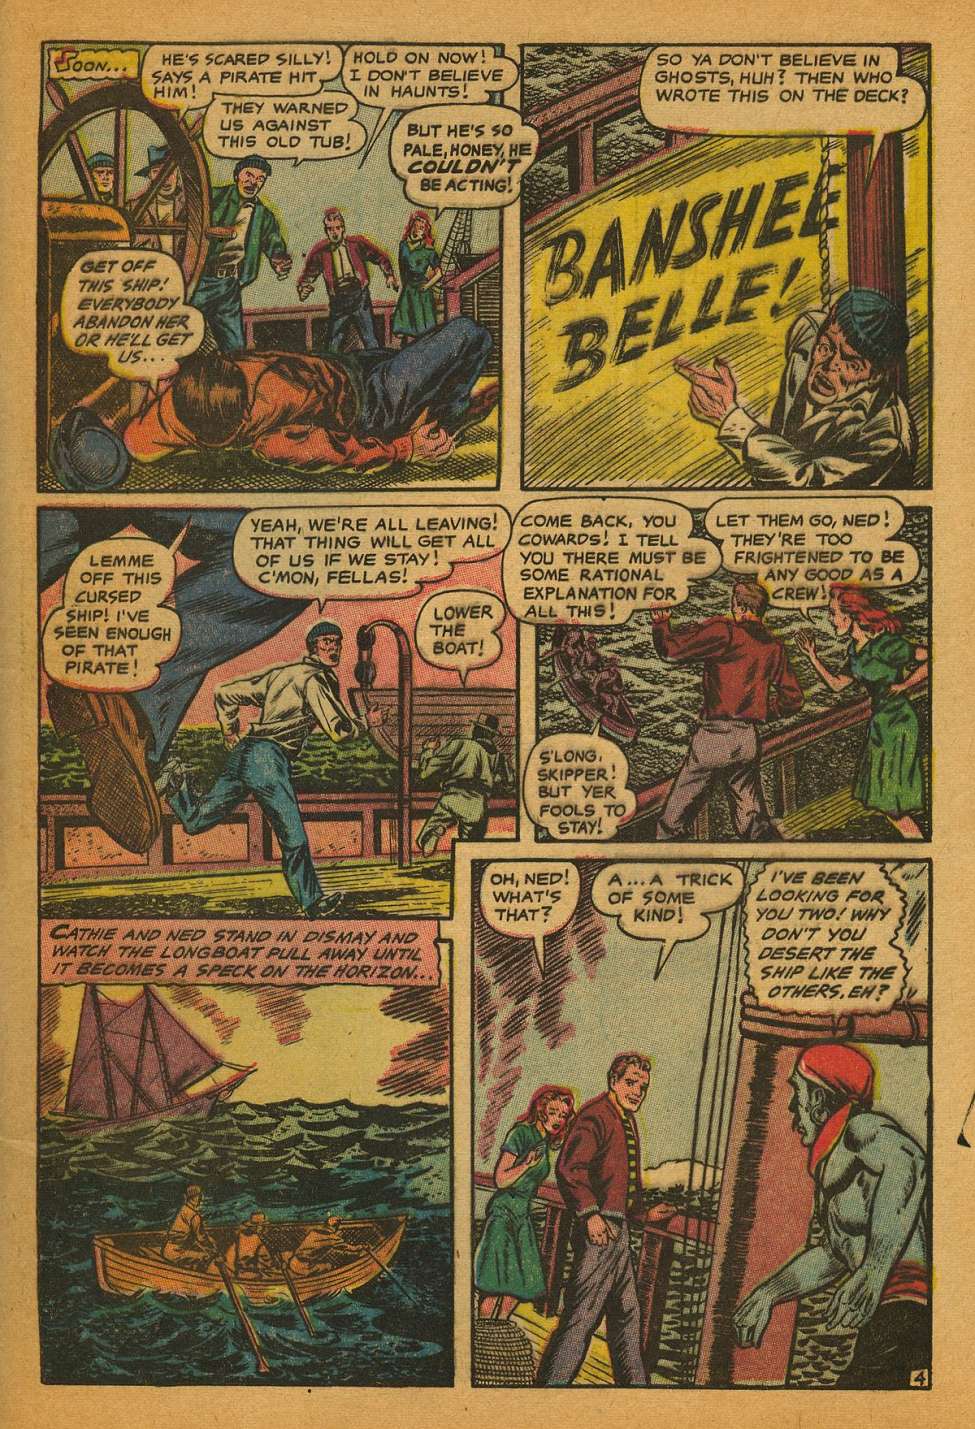 SOON...
HE'S SCARED SILLY!
SAYS A PIRATE HIT
HIM!
HOLD ON NOW!
I DON'T BELIEVE
IN HAUNTS!
THEY WARNED
US AGAINST
THIS OLD TUB!
BUT HE'S SO
PALE, HONEY, HE
COULDN'T
BE ACTING!
GET OFF
THIS SHIP!
EVERYBODY
ABANDON HER
OR HE'LL GET
US...
SO YA DON'T BELIEVE IN
GHOSTS, HUH? THEN WHO
WROTE THIS ON THE DECK?
BANSHEE
BELLE!
LEMME
OFF THIS
CURSED
SHIP! I'VE
SEEN ENOUGH
OF THAT
PIRATE!
YEAH, WE'RE ALL LEAVING!
THAT THING WILL GET ALL
OF US IF WE STAY!
C'MON, FELLAS!
LOWER
THE
BOAT!
COME BACK, YOU
COWARDS! I TELL
YOU THERE MUST BE
SOME RATIONAL
EXPLANATION FOR
ALL THIS!
LET THEM GO, NED!
THEY'RE TOO
FRIGHTENED TO BE
ANY GOOD AS A
CREW!
S'LONG,
SKIPPER!
BUT YER
FOOLS TO
STAY!
CATHIE AND NED STAND IN DISMAY AND
WATCH THE LONGBOAT PULL AWAY UNTIL
IT BECOMES A SPECK ON THE HORIZON...
OH, NED!
WHAT'S
THAT?
A...A TRICK
OF SOME
KIND!
I'VE BEEN
LOOKING FOR
YOU TWO! WHY
DON'T YOU
DESERT THE
SHIP LIKE THE
OTHERS, EH?
4